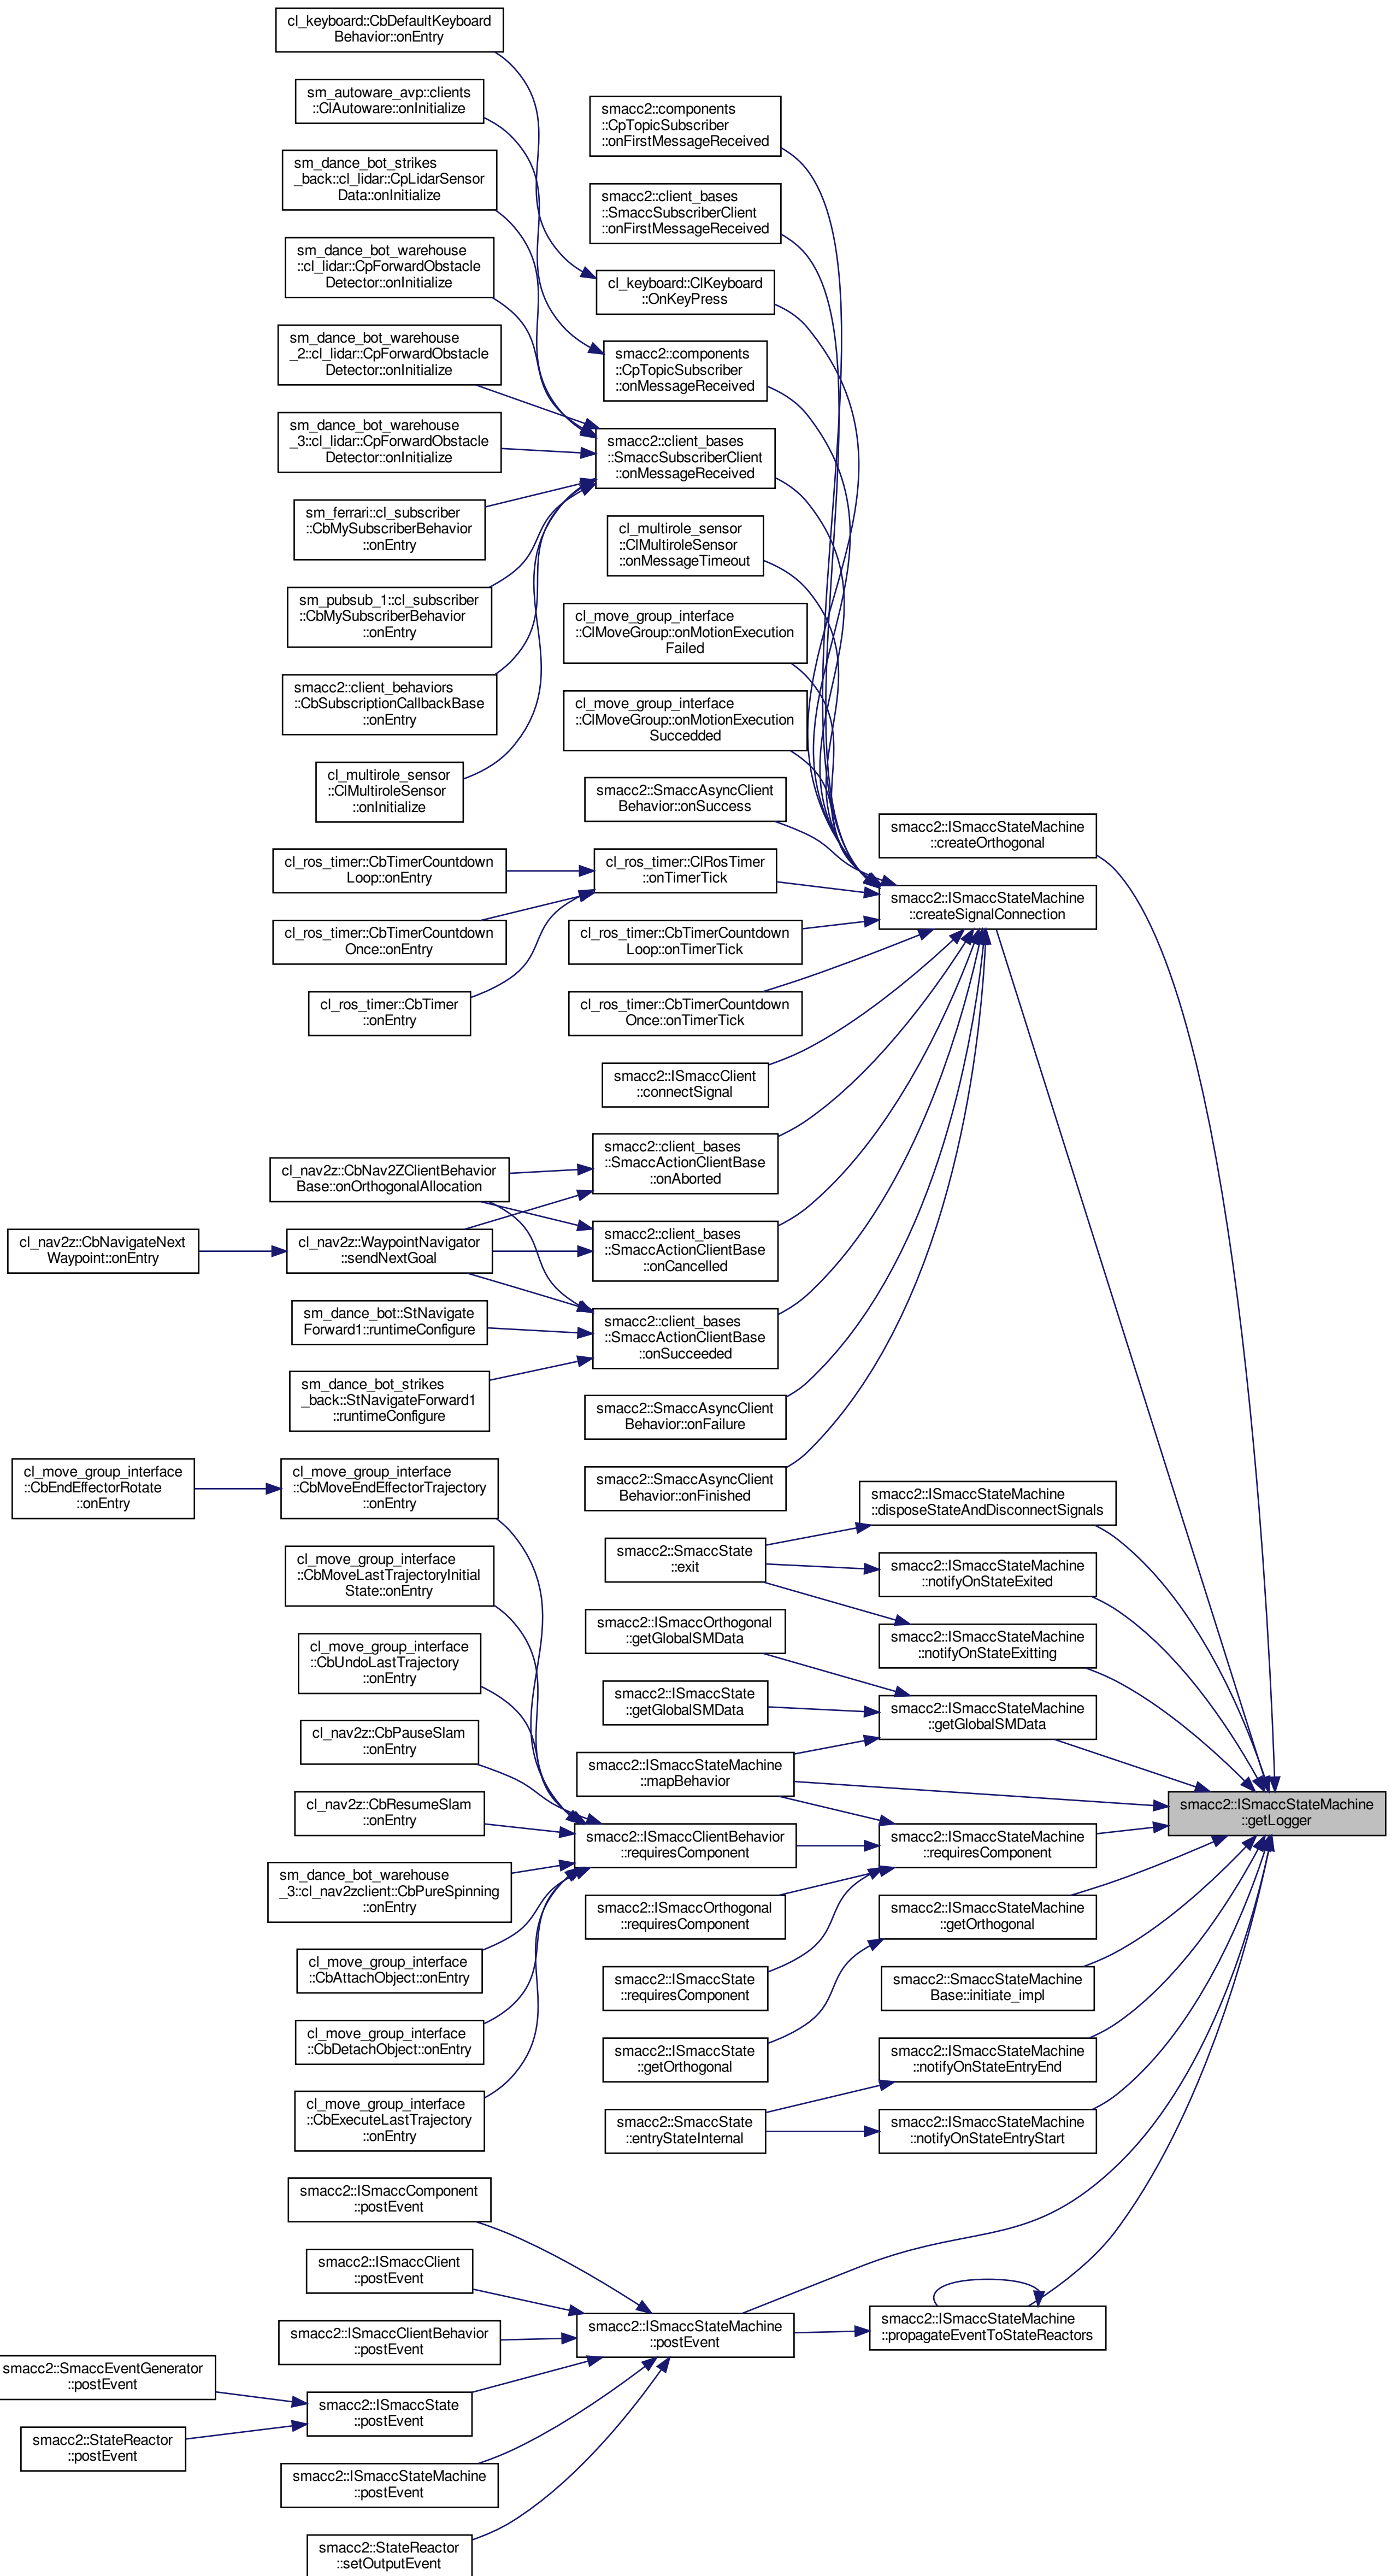 cl_keyboard::CbDefaultKeyboard
Behavior::onEntry
sm_autoware_avp::clients
::ClAutoware::onInitialize
sm_dance_bot_strikes
_back::cl_lidar::CpLidarSensor
Data::onInitialize
sm_dance_bot_warehouse
::cl_lidar::CpForwardObstacle
Detector::onInitialize
sm_dance_bot_warehouse
_2::cl_lidar::CpForwardObstacle
Detector::onInitialize
sm_dance_bot_warehouse
_3::cl_lidar::CpForwardObstacle
Detector::onInitialize
sm_ferrari::cl_subscriber
::CbMySubscriberBehavior
::onEntry
sm_pubsub_1::cl_subscriber
::CbMySubscriberBehavior
::onEntry
smacc2::client_behaviors
::CbSubscriptionCallbackBase
::onEntry
cl_multirole_sensor
::ClMultiroleSensor
::onInitialize
cl_ros_timer::CbTimerCountdown
Loop::onEntry
cl_ros_timer::CbTimerCountdown
Once::onEntry
cl_ros_timer::CbTimer
::onEntry
cl_nav2z::CbNav2ZClientBehavior
Base::onOrthogonalAllocation
cl_nav2z::CbNavigateNext
Waypoint::onEntry
cl_nav2z::WaypointNavigator
::sendNextGoal
sm_dance_bot::StNavigate
Forward1::runtimeConfigure
sm_dance_bot_strikes
_back::StNavigateForward1
::runtimeConfigure
cl_move_group_interface
::CbEndEffectorRotate
::onEntry
cl_move_group_interface
::CbMoveEndEffectorTrajectory
::onEntry
cl_move_group_interface
::CbMoveLastTrajectoryInitial
State::onEntry
cl_move_group_interface
::CbUndoLastTrajectory
::onEntry
cl_nav2z::CbPauseSlam
::onEntry
cl_nav2z::CbResumeSlam
::onEntry
sm_dance_bot_warehouse
_3::cl_nav2zclient::CbPureSpinning
::onEntry
cl_move_group_interface
::CbAttachObject::onEntry
cl_move_group_interface
::CbDetachObject::onEntry
cl_move_group_interface
::CbExecuteLastTrajectory
::onEntry
smacc2::ISmaccComponent
::postEvent
smacc2::ISmaccClient
::postEvent
smacc2::ISmaccClientBehavior
::postEvent
smacc2::SmaccEventGenerator
::postEvent
smacc2::StateReactor
::postEvent
smacc2::ISmaccState
::postEvent
smacc2::ISmaccStateMachine
::postEvent
smacc2::StateReactor
::setOutputEvent
smacc2::components
::CpTopicSubscriber
::onFirstMessageReceived
smacc2::client_bases
::SmaccSubscriberClient
::onFirstMessageReceived
cl_keyboard::ClKeyboard
::OnKeyPress
smacc2::components
::CpTopicSubscriber
::onMessageReceived
smacc2::client_bases
::SmaccSubscriberClient
::onMessageReceived
cl_multirole_sensor
::ClMultiroleSensor
::onMessageTimeout
cl_move_group_interface
::ClMoveGroup::onMotionExecution
Failed
cl_move_group_interface
::ClMoveGroup::onMotionExecution
Succedded
smacc2::SmaccAsyncClient
Behavior::onSuccess
cl_ros_timer::ClRosTimer
::onTimerTick
cl_ros_timer::CbTimerCountdown
Loop::onTimerTick
cl_ros_timer::CbTimerCountdown
Once::onTimerTick
smacc2::ISmaccClient
::connectSignal
smacc2::client_bases
::SmaccActionClientBase
::onAborted
smacc2::client_bases
::SmaccActionClientBase
::onCancelled
smacc2::client_bases
::SmaccActionClientBase
::onSucceeded
smacc2::SmaccAsyncClient
Behavior::onFailure
smacc2::SmaccAsyncClient
Behavior::onFinished
smacc2::SmaccState
::exit
smacc2::ISmaccOrthogonal
::getGlobalSMData
smacc2::ISmaccState
::getGlobalSMData
smacc2::ISmaccStateMachine
::mapBehavior
smacc2::ISmaccClientBehavior
::requiresComponent
smacc2::ISmaccOrthogonal
::requiresComponent
smacc2::ISmaccState
::requiresComponent
smacc2::ISmaccState
::getOrthogonal
smacc2::SmaccState
::entryStateInternal
smacc2::ISmaccStateMachine
::postEvent
smacc2::ISmaccStateMachine
::createOrthogonal
smacc2::ISmaccStateMachine
::createSignalConnection
smacc2::ISmaccStateMachine
::disposeStateAndDisconnectSignals
smacc2::ISmaccStateMachine
::notifyOnStateExited
smacc2::ISmaccStateMachine
::notifyOnStateExitting
smacc2::ISmaccStateMachine
::getGlobalSMData
smacc2::ISmaccStateMachine
::requiresComponent
smacc2::ISmaccStateMachine
::getOrthogonal
smacc2::SmaccStateMachine
Base::initiate_impl
smacc2::ISmaccStateMachine
::notifyOnStateEntryEnd
smacc2::ISmaccStateMachine
::notifyOnStateEntryStart
smacc2::ISmaccStateMachine
::propagateEventToStateReactors
smacc2::ISmaccStateMachine
::getLogger